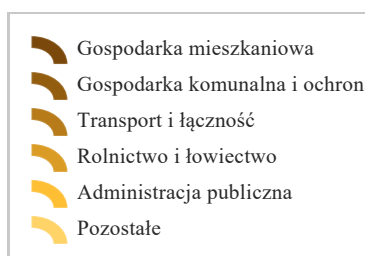 Gospodarka mieszkaniowa
Gospodarka komunalna i ochron
Transport i łączność
Rolnictwo i łowiectwo
Administracja publiczna
Pozostałe